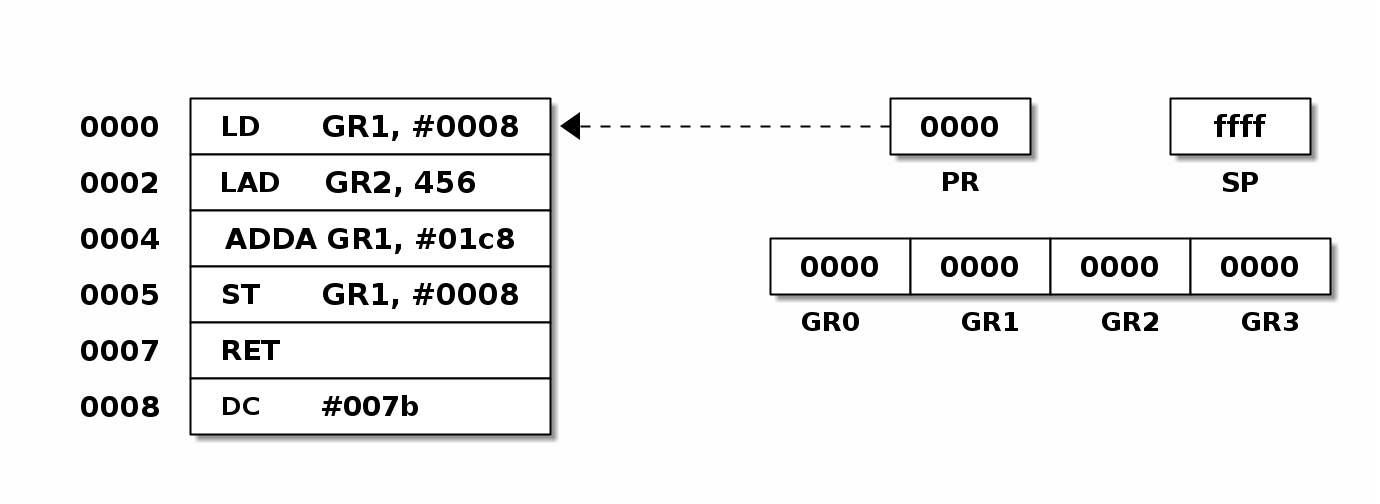 0000 LD GR1, #0008 0000 ffff
0002 LAD GR2, 456 PR SP
0004 ADDA GR1, #01c8
0000 0000 0000 0000
0005 ST GR1, #0008
GR0 GR1 GR2 GR3
0007 RET
0008 DC #007b